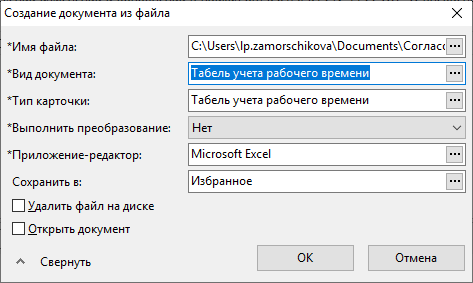 Создание документа из файла
*Имя файла: C:\Users\lp.zamorschikova\Documents\Согласс ...
*Вид документа: Табель учета рабочего времени ...
*Тип карточки: Табель учета рабочего времени ...
*Выполнить преобразование: Нет
*Приложение-редактор: Microsoft Excel ...
Сохранить в: Избранное ...
Удалить файл на диске
Открыть документ
Свернуть ОК Отмена